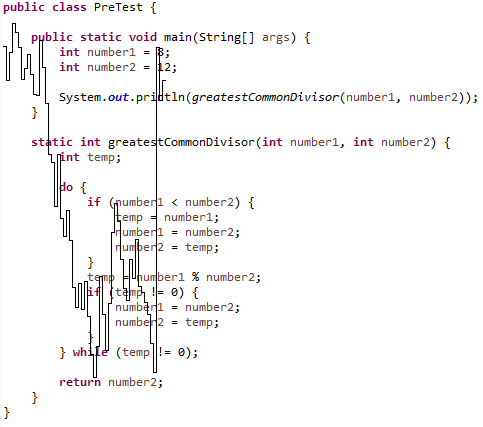 public class PreTest {
public static void main(String[] args) {
int number1 = 8;
int number2 = 12;
System.out.println(greatestCommonDivisor(number1, number2));
}
static int greatestCommonDivisor(int number1, int number2) {
int temp;
do {
if (number1 < number2) {
temp = number1;
number1 = number2;
number2 = temp;
}
temp = number1 % number2;
if (temp != 0) {
number1 = number2;
number2 = temp;
}
} while (temp != 0);
return number2;
}
}